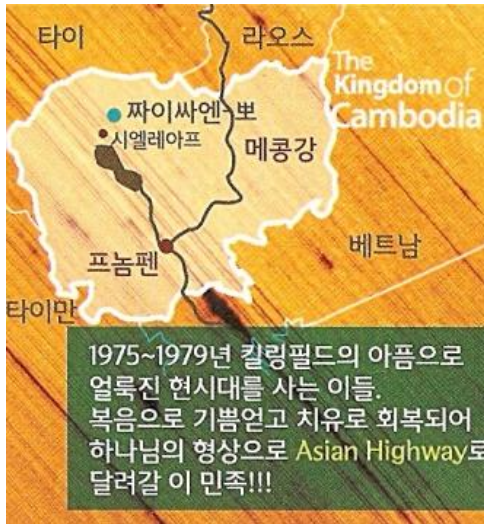 타이
라오스
The
Kingdom of
Cambodia
짜이싸엔뽀
시엘레아프
메콩강
프놈펜
베트남
타이만
1975~1979년 킬링필드의 아픔으로
얼룩진 현시대를 사는 이들.
복음으로 기쁨얻고 치유로 회복되어
하나님의 형상으로 Asian Highway로
달려갈 이 민족!!!